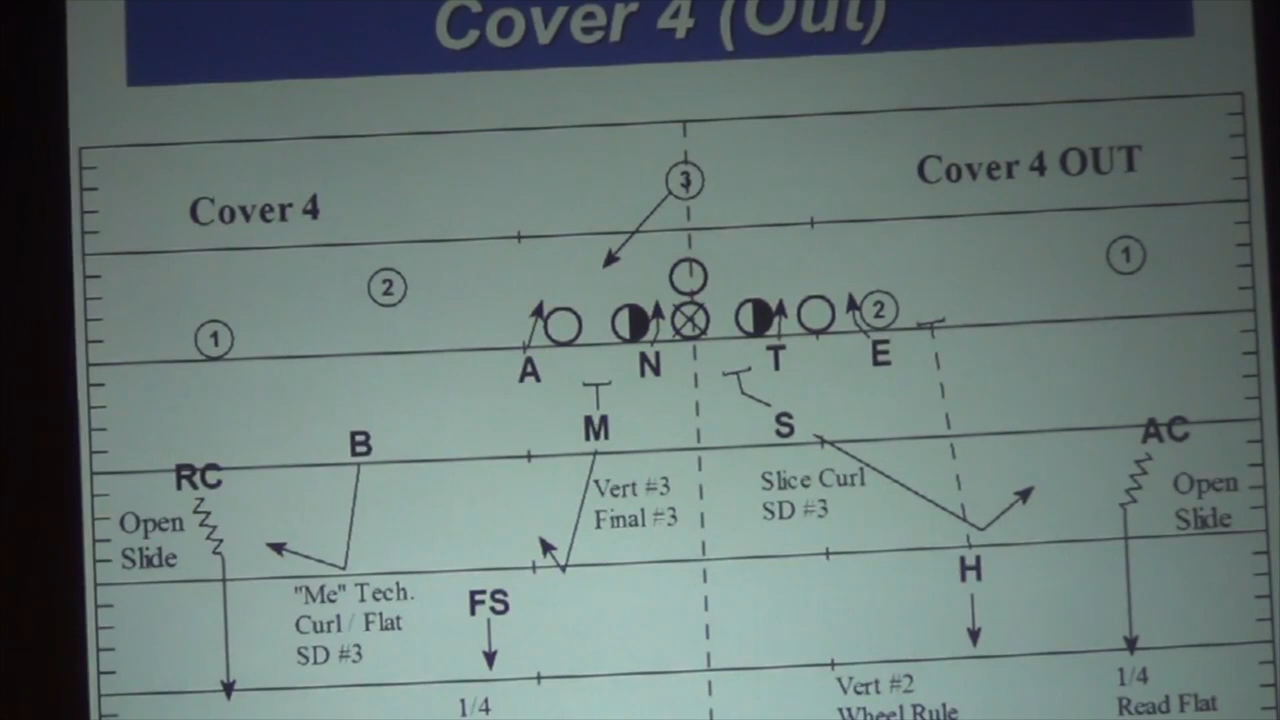 Cover 4 (Out)
Cover 4
Cover 4 OUT
3
1
2
1
2
A
N
T
E
B
M
S
AC
RC
Open
Slide
Vert #3
Final #3
Slice Curl
SD #3
Open
Slide
"Me" Tech.
Curl / Flat
SD #3
FS
H
1/4
Vert #2
Wheel Rule
1/4
Read Flat